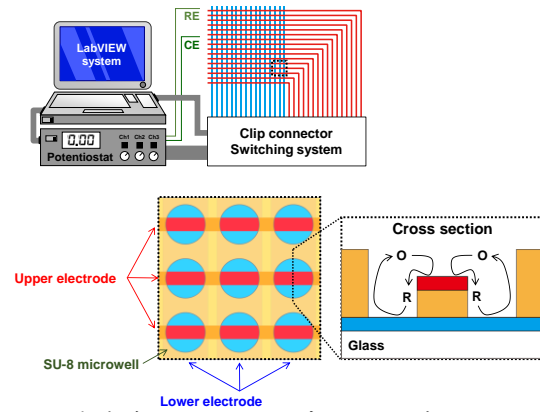 LabVIEW
system
RE
CE
0.00
Ch1 Ch2 Ch3
Potentiostat
Clip connector
Switching system
Upper electrode
SU-8 microwell
Lower electrode
Cross section
O O
R R
Glass